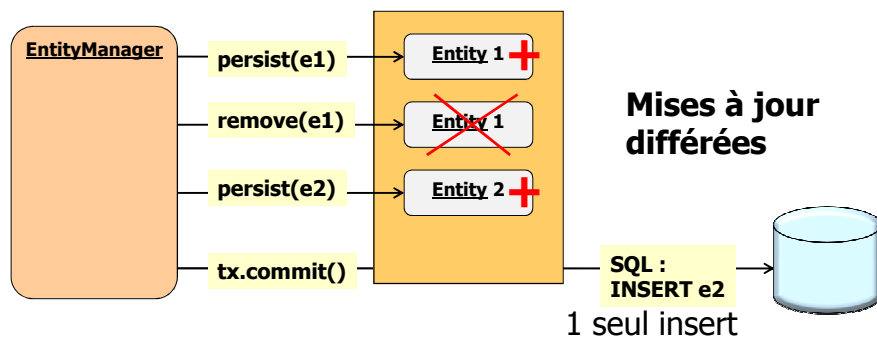 EntityManager
persist(e1)
Entity 1
remove(e1)
Entity 1
persist(e2)
Entity 2
tx.commit()
Mises à jour
différées
SQL :
INSERT e2
1 seul insert